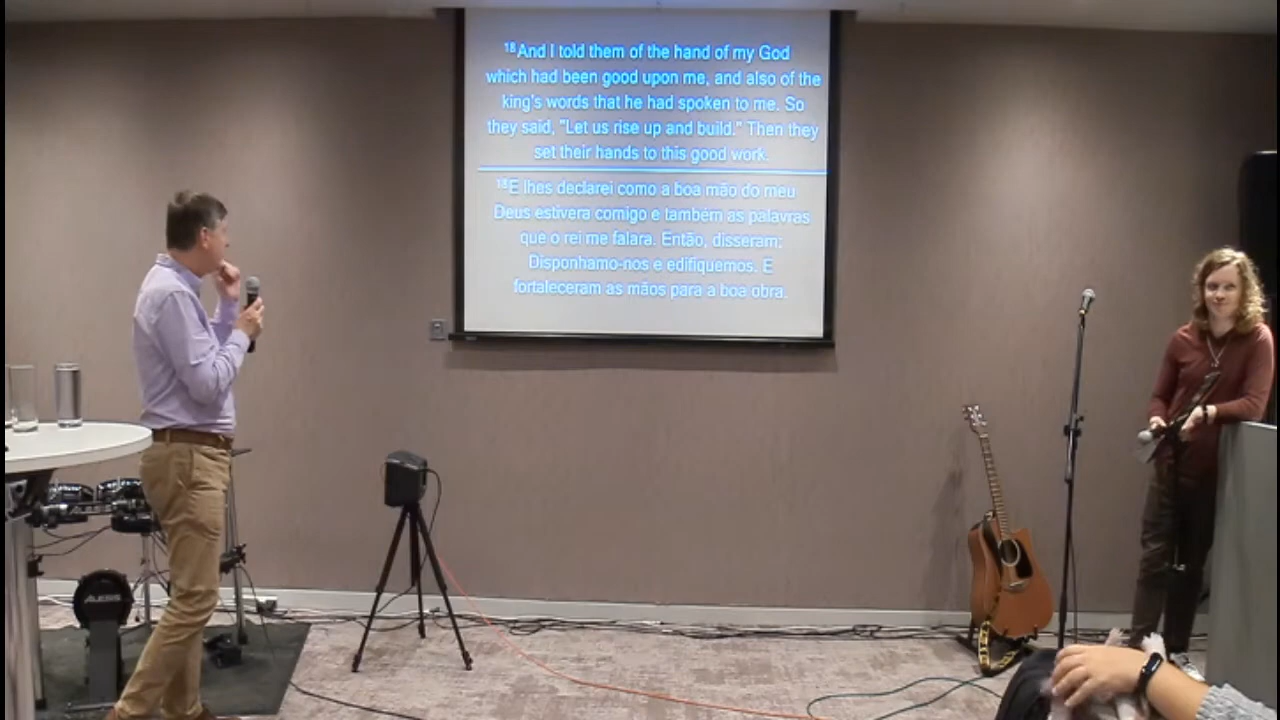 18And I told them of the hand of my God
which had been good upon me, and also of the
king's words that he had spoken to me. So
they said, "Let us rise up and build." Then they
set their hands to this good work.
18E lhes declarei como a boa mão do meu
Deus estivera comigo e também as palavras
que o rei me falara. Então, disseram:
Disponhamo-nos e edifiquemos. E
fortaleceram as mãos para a boa obra.
ALESIS